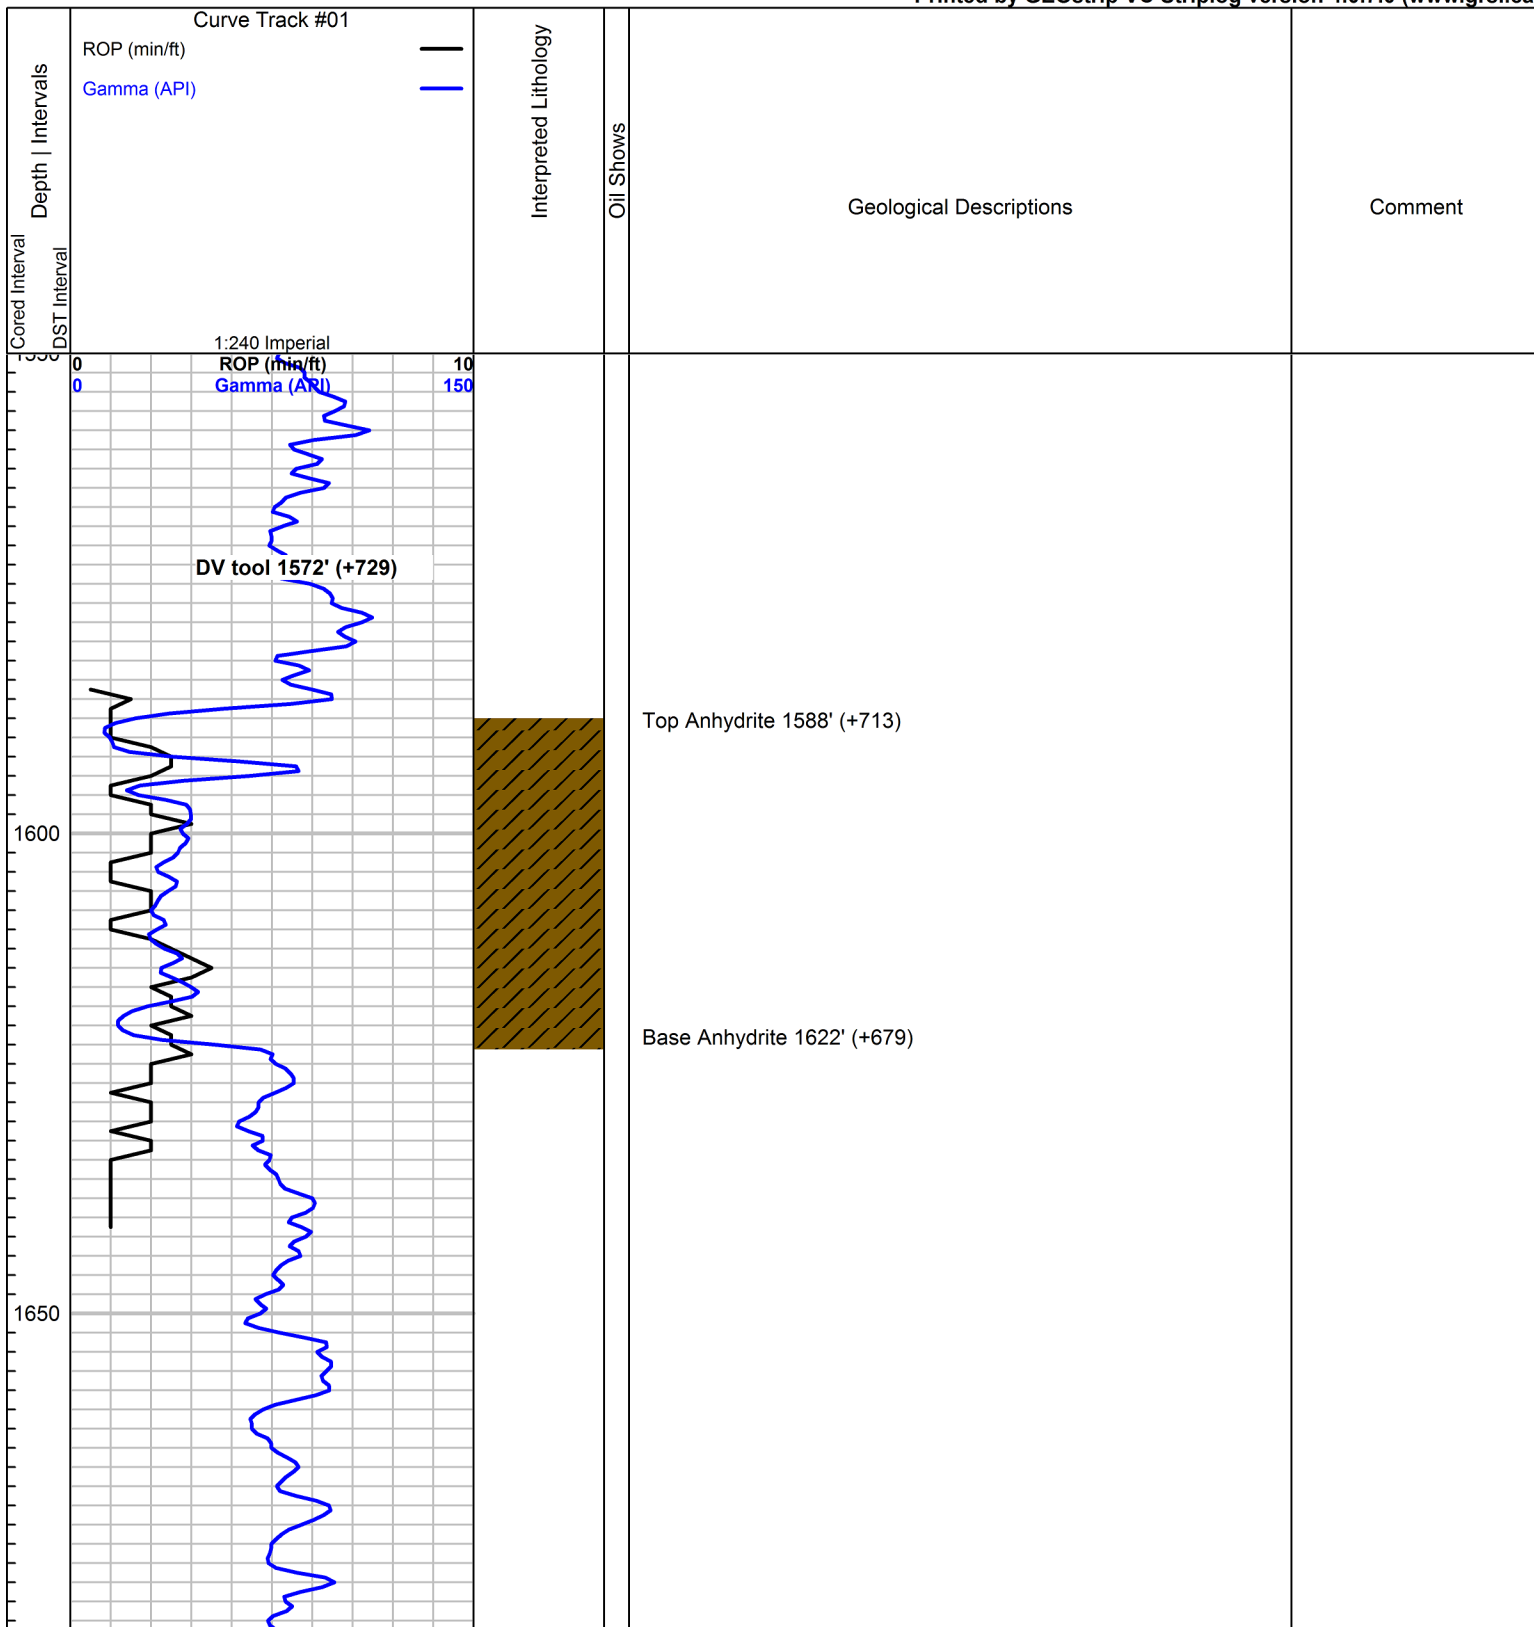 Curve Track #01
ROP (min/ft)
Gamma (API)
Depth | Intervals
Cored Interval
DST Interval
Interpreted Lithology
Oil Shows
Geological Descriptions
Comment
1:240 Imperial
0 ROP (min/ft) 10
0 Gamma (API) 150
DV tool 1572' (+729)
Top Anhydrite 1588' (+713)
1600
Base Anhydrite 1622' (+679)
1650